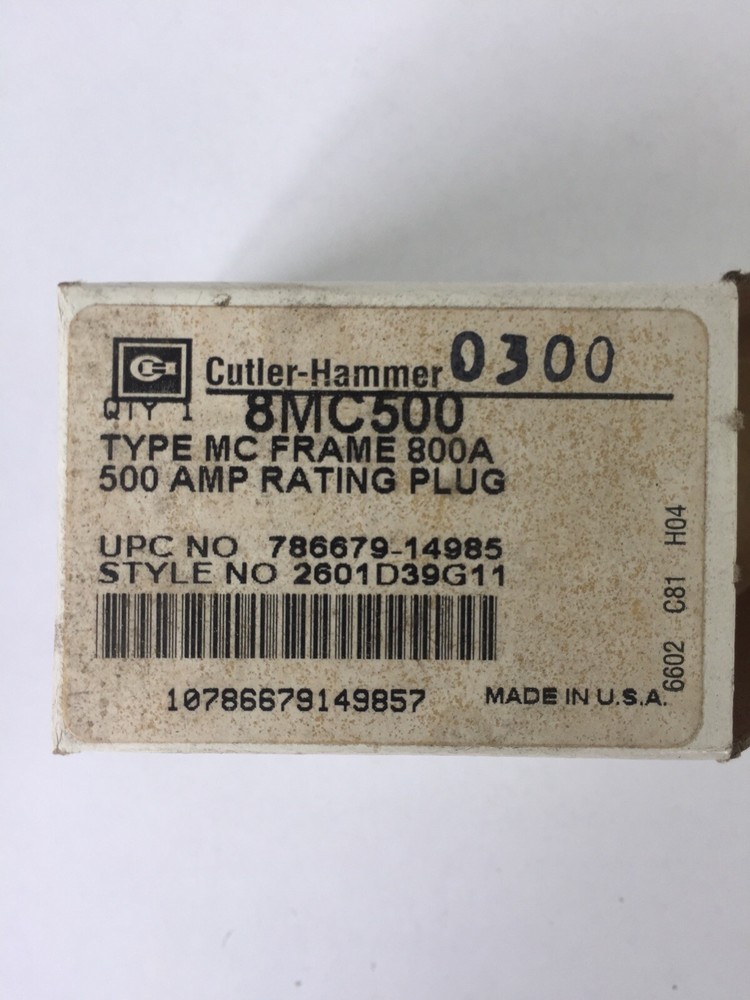 Cutler-Hammer 0300
QTY 1 8MC500
TYPE MC FRAME 800A
500 AMP RATING PLUG
UPC NO 786679-14985
STYLE NO 2601D39G11
10786679149857
MADE IN U.S.A.
6602 C81 H04